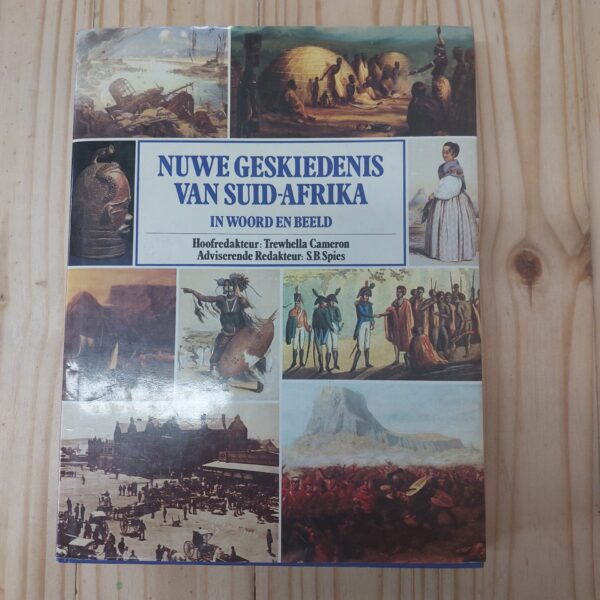 NUWE GESKIEDENIS
VAN SUID-AFRIKA
IN WOORD EN BEELD
Hoofredakteur: Trewhella Cameron
Adviserende Redakteur: S.B. Spies